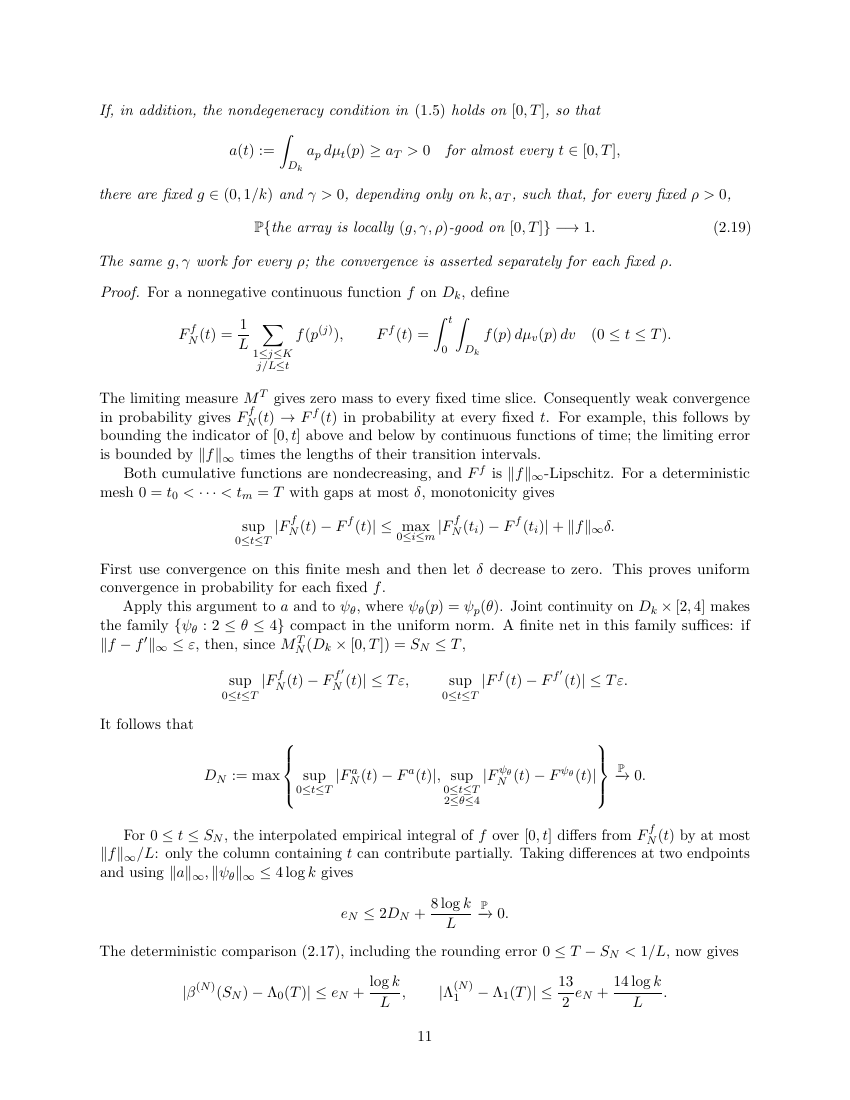 If, in addition, the nondegeneracy condition in (1.5) holds on [0, T], so that
a(t) := ∫_{D_k} a_p dμ_t(p) ≥ a_T > 0 for almost every t ∈ [0, T],
there are fixed g ∈ (0, 1/k) and γ > 0, depending only on k, a_T, such that, for every fixed ρ > 0,
ℙ{the array is locally (g, γ, ρ)-good on [0, T]} ⟶ 1. (2.19)
The same g, γ work for every ρ; the convergence is asserted separately for each fixed ρ.
Proof. For a nonnegative continuous function f on D_k, define
F_N^f(t) = \frac{1}{L} \sum_{\substack{1≤j≤K \\ j/L≤t}} f(p^{(j)}), F^f(t) = ∫_0^t ∫_{D_k} f(p) dμ_v(p) dv (0 ≤ t ≤ T).
The limiting measure M^T gives zero mass to every fixed time slice. Consequently weak convergence
in probability gives F_N^f(t) → F^f(t) in probability at every fixed t. For example, this follows by
bounding the indicator of [0, t] above and below by continuous functions of time; the limiting error
is bounded by ‖f‖_∞ times the lengths of their transition intervals.
Both cumulative functions are nondecreasing, and F^f is ‖f‖_∞-Lipschitz. For a deterministic
mesh 0 = t_0 < ⋯ < t_m = T with gaps at most δ, monotonicity gives
\sup_{0≤t≤T} |F_N^f(t) − F^f(t)| ≤ \max_{0≤i≤m} |F_N^f(t_i) − F^f(t_i)| + ‖f‖_∞δ.
First use convergence on this finite mesh and then let δ decrease to zero. This proves uniform
convergence in probability for each fixed f.
Apply this argument to a and to ψ_θ, where ψ_θ(p) = ψ_p(θ). Joint continuity on D_k × [2, 4] makes
the family {ψ_θ : 2 ≤ θ ≤ 4} compact in the uniform norm. A finite net in this family suffices: if
‖f − f′‖_∞ ≤ ε, then, since M_N^T(D_k × [0, T]) = S_N ≤ T,
\sup_{0≤t≤T} |F_N^f(t) − F_N^{f′}(t)| ≤ Tε, \sup_{0≤t≤T} |F^f(t) − F^{f′}(t)| ≤ Tε.
It follows that
D_N := max { \sup_{0≤t≤T} |F_N^a(t) − F^a(t)|, \sup_{\substack{0≤t≤T \\ 2≤θ≤4}} |F_N^{ψ_θ}(t) − F^{ψ_θ}(t)| } \xrightarrow{ℙ} 0.
For 0 ≤ t ≤ S_N, the interpolated empirical integral of f over [0, t] differs from F_N^f(t) by at most
‖f‖_∞/L: only the column containing t can contribute partially. Taking differences at two endpoints
and using ‖a‖_∞, ‖ψ_θ‖_∞ ≤ 4 log k gives
e_N ≤ 2D_N + \frac{8 log k}{L} \xrightarrow{ℙ} 0.
The deterministic comparison (2.17), including the rounding error 0 ≤ T − S_N < 1/L, now gives
|β^{(N)}(S_N) − Λ_0(T)| ≤ e_N + \frac{log k}{L}, |Λ_1^{(N)} − Λ_1(T)| ≤ \frac{13}{2} e_N + \frac{14 log k}{L}.
11